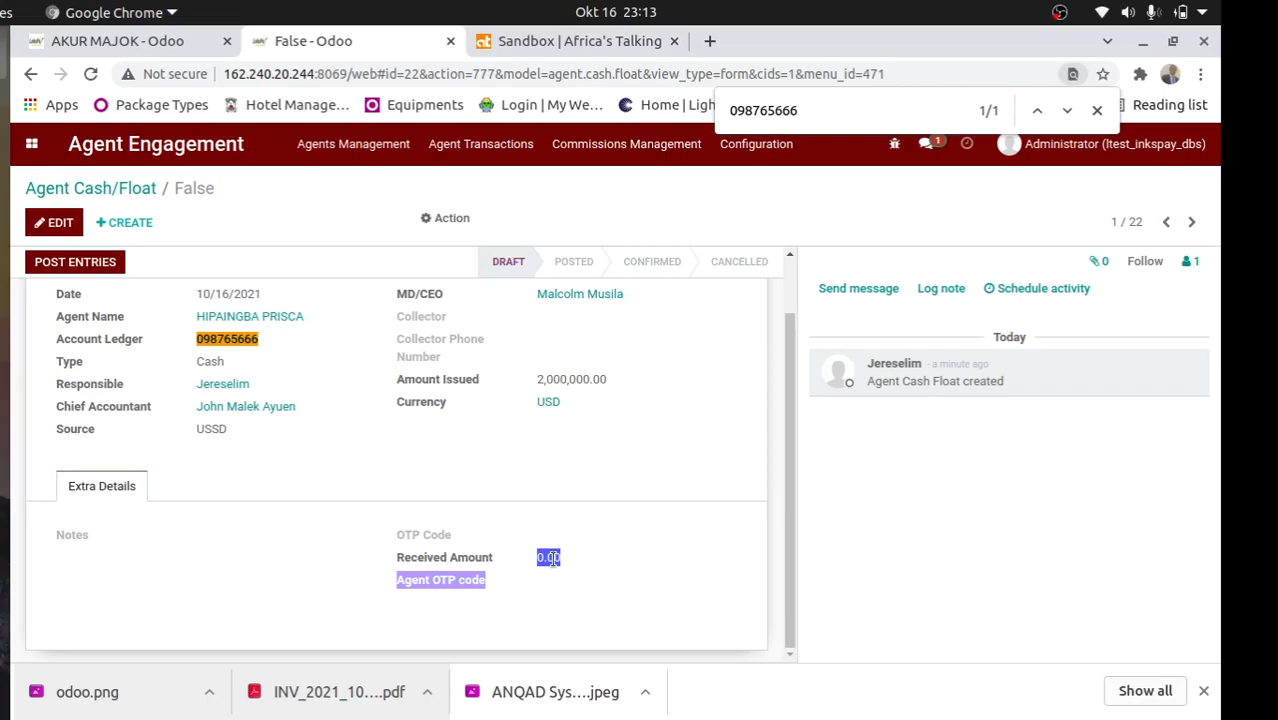 es
Google Chrome
Okt 16 23:13
AKUR MAJOK - Odoo
False - Odoo
Sandbox | Africa's Talking
Not secure
162.240.20.244:8069/web#id=22&action=777&model=agent.cash.float&view_type=form&cids=1&menu_id=471
Apps
Package Types
Hotel Manage...
Equipments
Login | My We...
Home | Ligh
098765666
1/1
Reading list
Agent Engagement
Agents Management
Agent Transactions
Commissions Management
Configuration
1
Administrator (ltest_inkspay_dbs)
Agent Cash/Float / False
EDIT
+ CREATE
Action
1 / 22
POST ENTRIES
DRAFT
POSTED
CONFIRMED
CANCELLED
0
Follow
1
Date 10/16/2021
Agent Name HIPAINGBA PRISCA
Account Ledger 098765666
Type Cash
Responsible Jereselim
Chief Accountant John Malek Ayuen
Source USSD
MD/CEO Malcolm Musila
Collector
Collector Phone
Number
Amount Issued 2,000,000.00
Currency USD
Send message
Log note
Schedule activity
Today
Jereselim - a minute ago
Agent Cash Float created
Extra Details
Notes
OTP Code
Received Amount 0.00
Agent OTP code
odoo.png
INV_2021_10....pdf
ANQAD Sys....jpeg
Show all